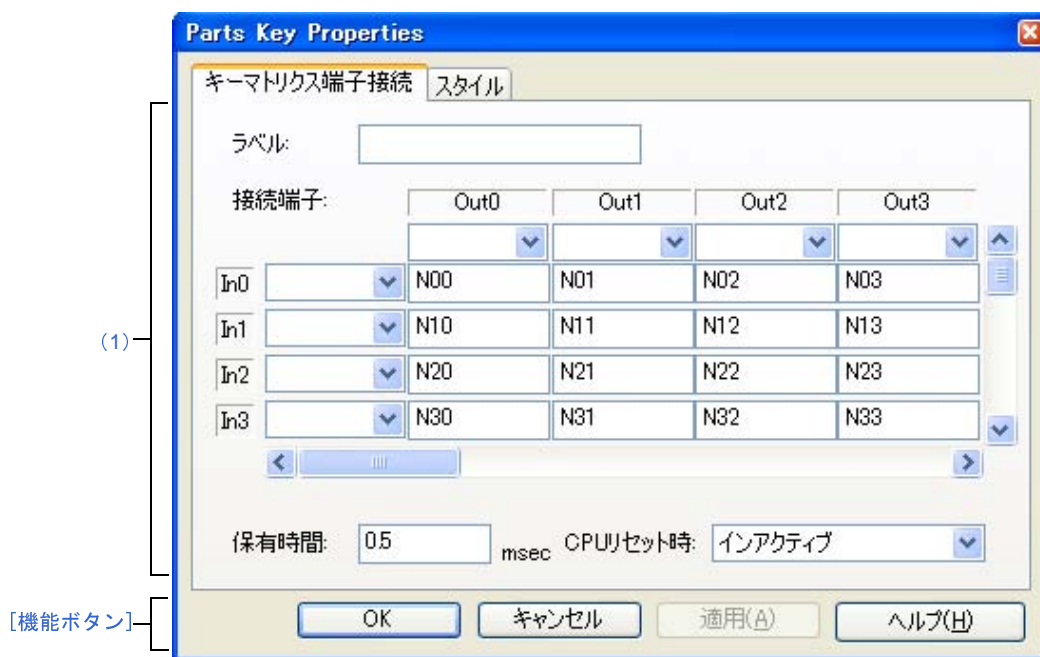 Parts Key Properties
キーマトリクス端子接続 スタイル
ラベル:
接続端子: Out0 Out1 Out2 Out3
In0 N00 N01 N02 N03
In1 N10 N11 N12 N13
(1)
In2 N20 N21 N22 N23
In3 N30 N31 N32 N33
保有時間: 0.5 msec CPUリセット時: インアクティブ
[機能ボタン] OK キャンセル 適用(A) ヘルプ(H)